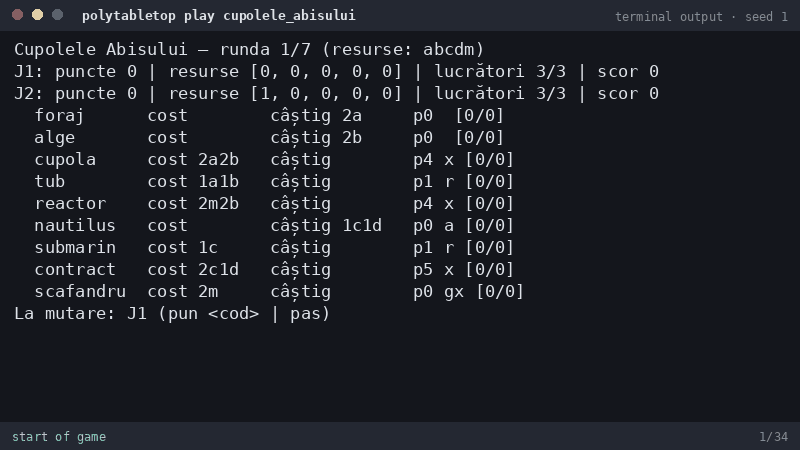 polytabletop play cupolele_abisului
terminal output · seed 1
Cupolele Abisului — runda 1/7 (resurse: abcdm)
J1: puncte 0 | resurse [0, 0, 0, 0, 0] | lucrători 3/3 | scor 0
J2: puncte 0 | resurse [1, 0, 0, 0, 0] | lucrători 3/3 | scor 0
foraj cost câștig 2a p0 [0/0]
alge cost câștig 2b p0 [0/0]
cupola cost 2a2b câștig p4 x [0/0]
tub cost 1a1b câștig p1 r [0/0]
reactor cost 2m2b câștig p4 x [0/0]
nautilus cost câștig 1c1d p0 a [0/0]
submarin cost 1c câștig p1 r [0/0]
contract cost 2c1d câștig p5 x [0/0]
scafandru cost 2m câștig p0 gx [0/0]
La mutare: J1 (pun <cod> | pas)
start of game
1/34